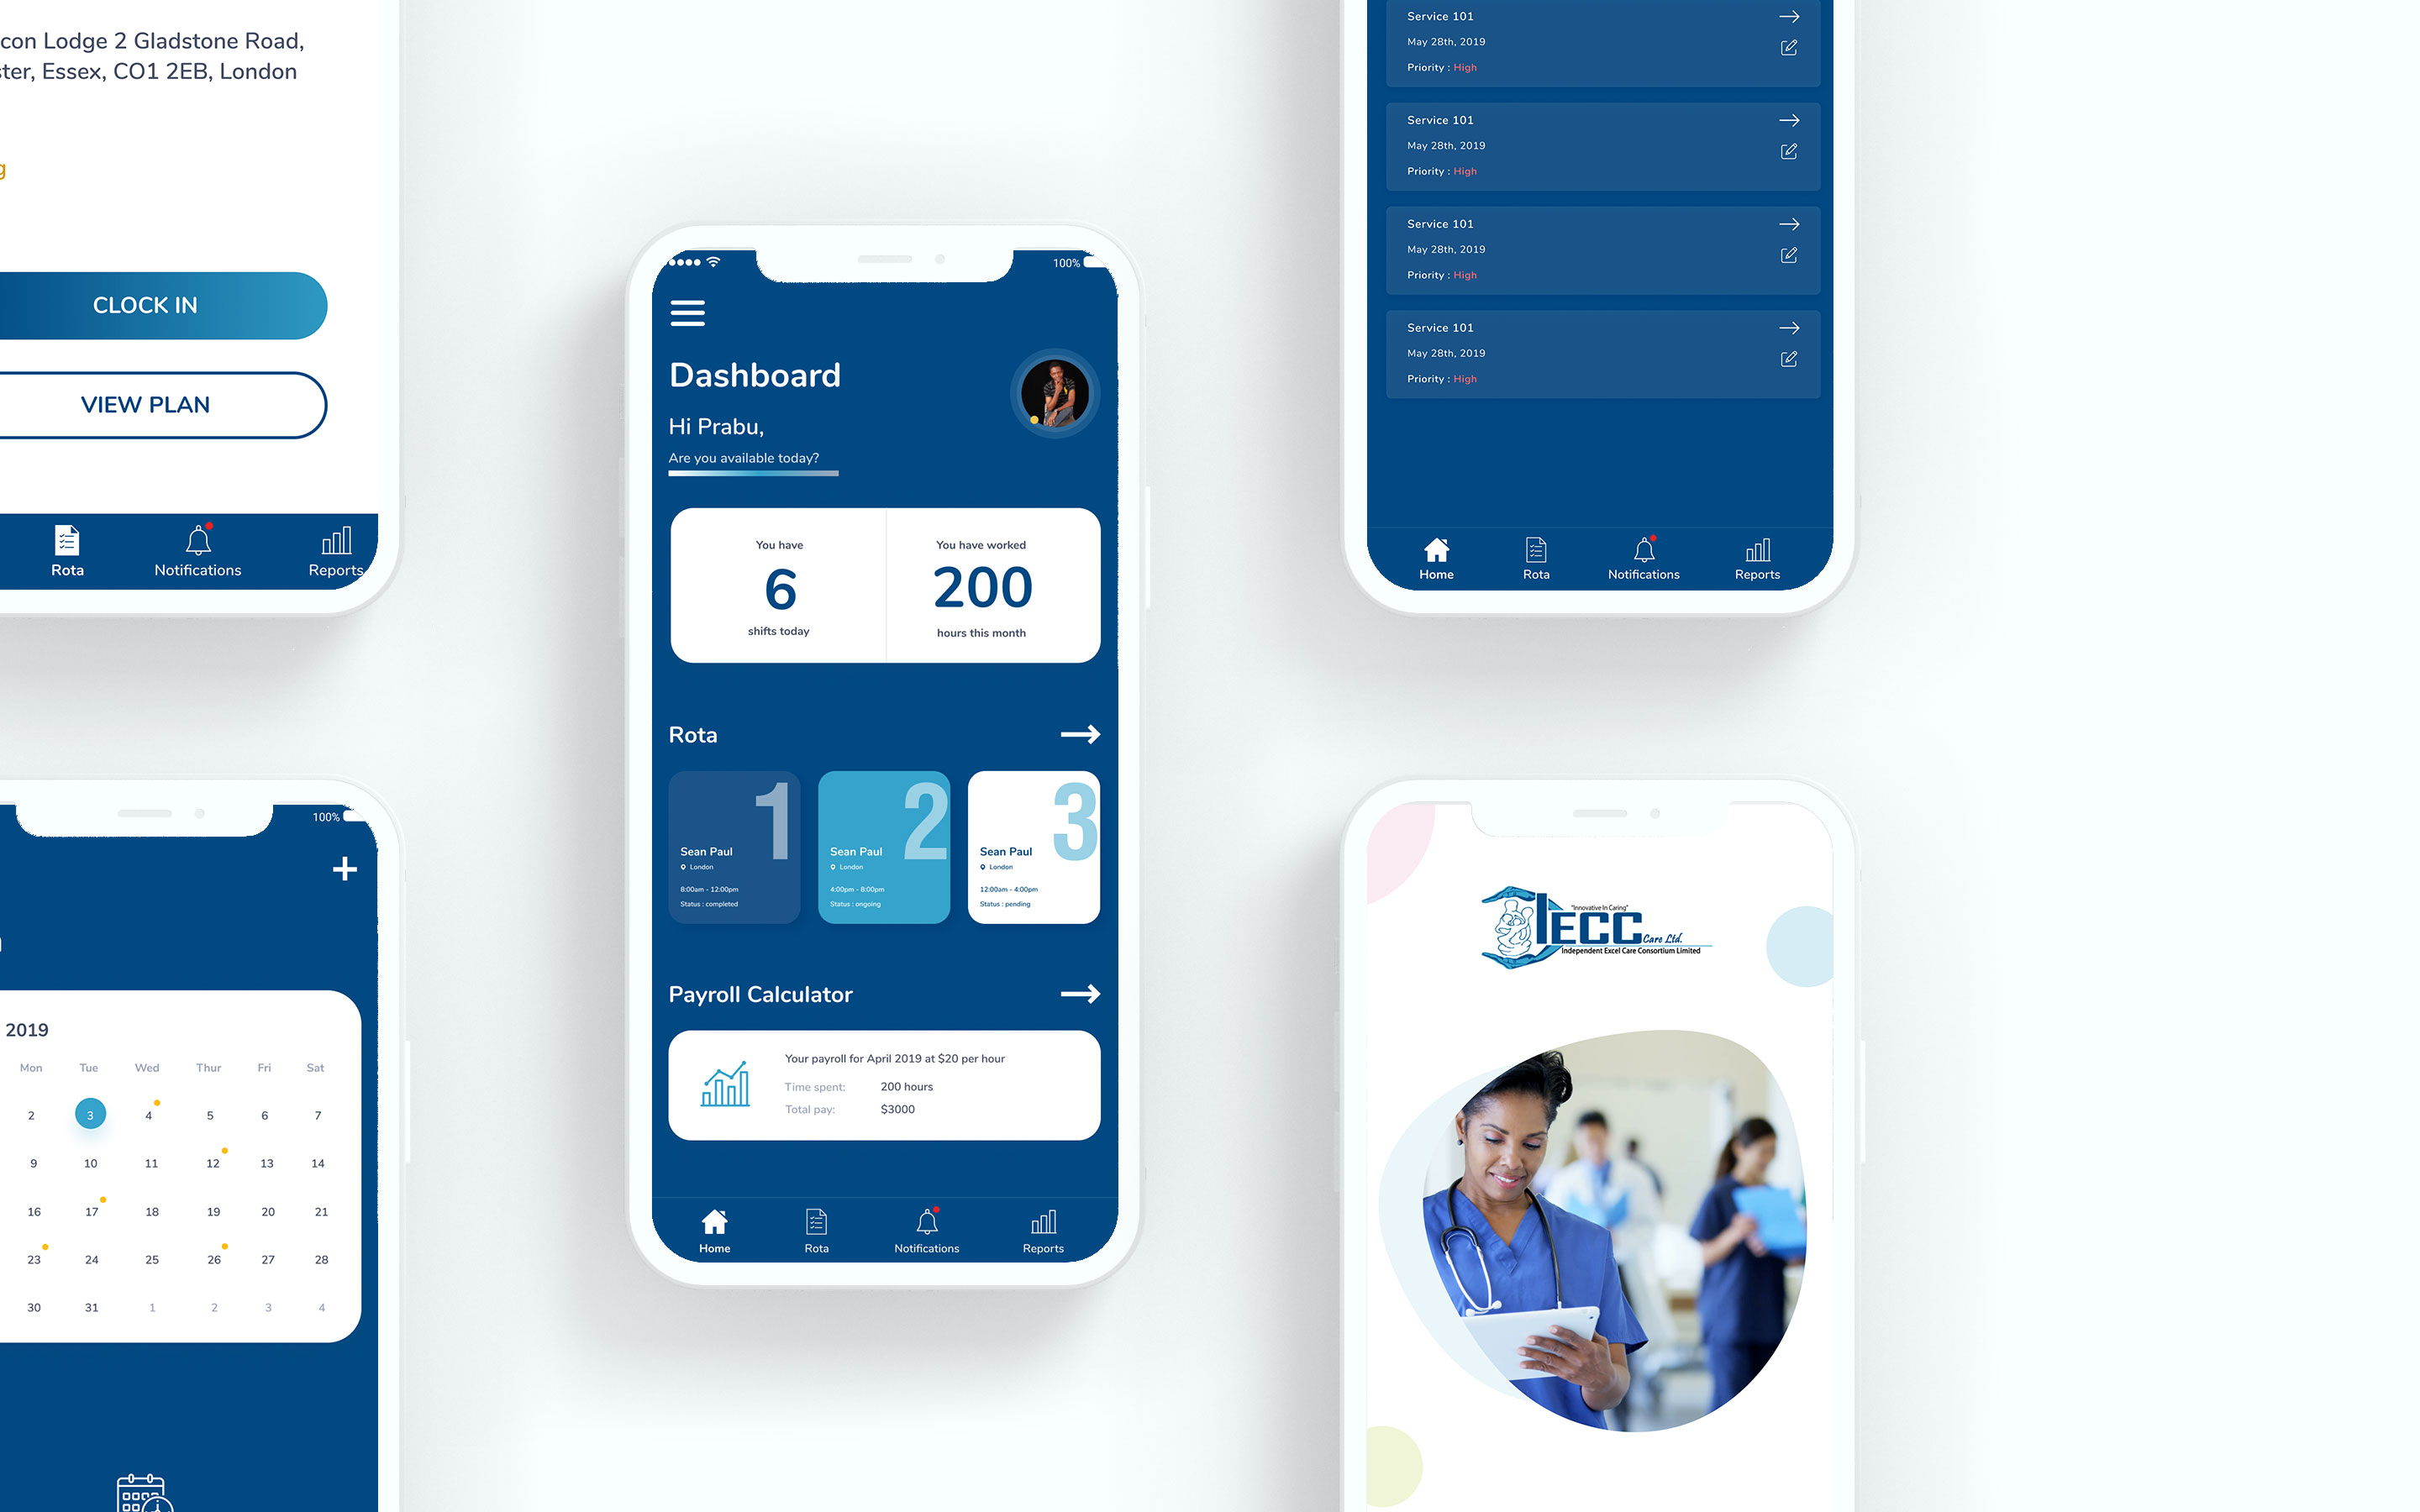 con Lodge 2 Gladstone Road,
ster, Essex, CO1 2EB, London
g
CLOCK IN
VIEW PLAN
Rota
Notifications
Reports
100%
2019
Mon Tue Wed Thur Fri Sat
2 3 4 5 6 7
9 10 11 12 13 14
16 17 18 19 20 21
23 24 25 26 27 28
30 31 1 2 3 4
100%
Dashboard
Hi Prabu,
Are you available today?
You have
6
shifts today
You have worked
200
hours this month
Rota
1
Sean Paul
London
8:00am - 12:00pm
Status : completed
2
Sean Paul
London
4:00pm - 8:00pm
Status : ongoing
3
Sean Paul
London
12:00am - 4:00pm
Status : pending
Payroll Calculator
Your payroll for April 2019 at $20 per hour
Time spent: 200 hours
Total pay: $3000
Home
Rota
Notifications
Reports
Service 101
May 28th, 2019
Priority : High
Service 101
May 28th, 2019
Priority : High
Service 101
May 28th, 2019
Priority : High
Service 101
May 28th, 2019
Priority : High
Home
Rota
Notifications
Reports
"Innovative In Caring"
IECC Care Ltd.
Independent Excel Care Consortium Limited